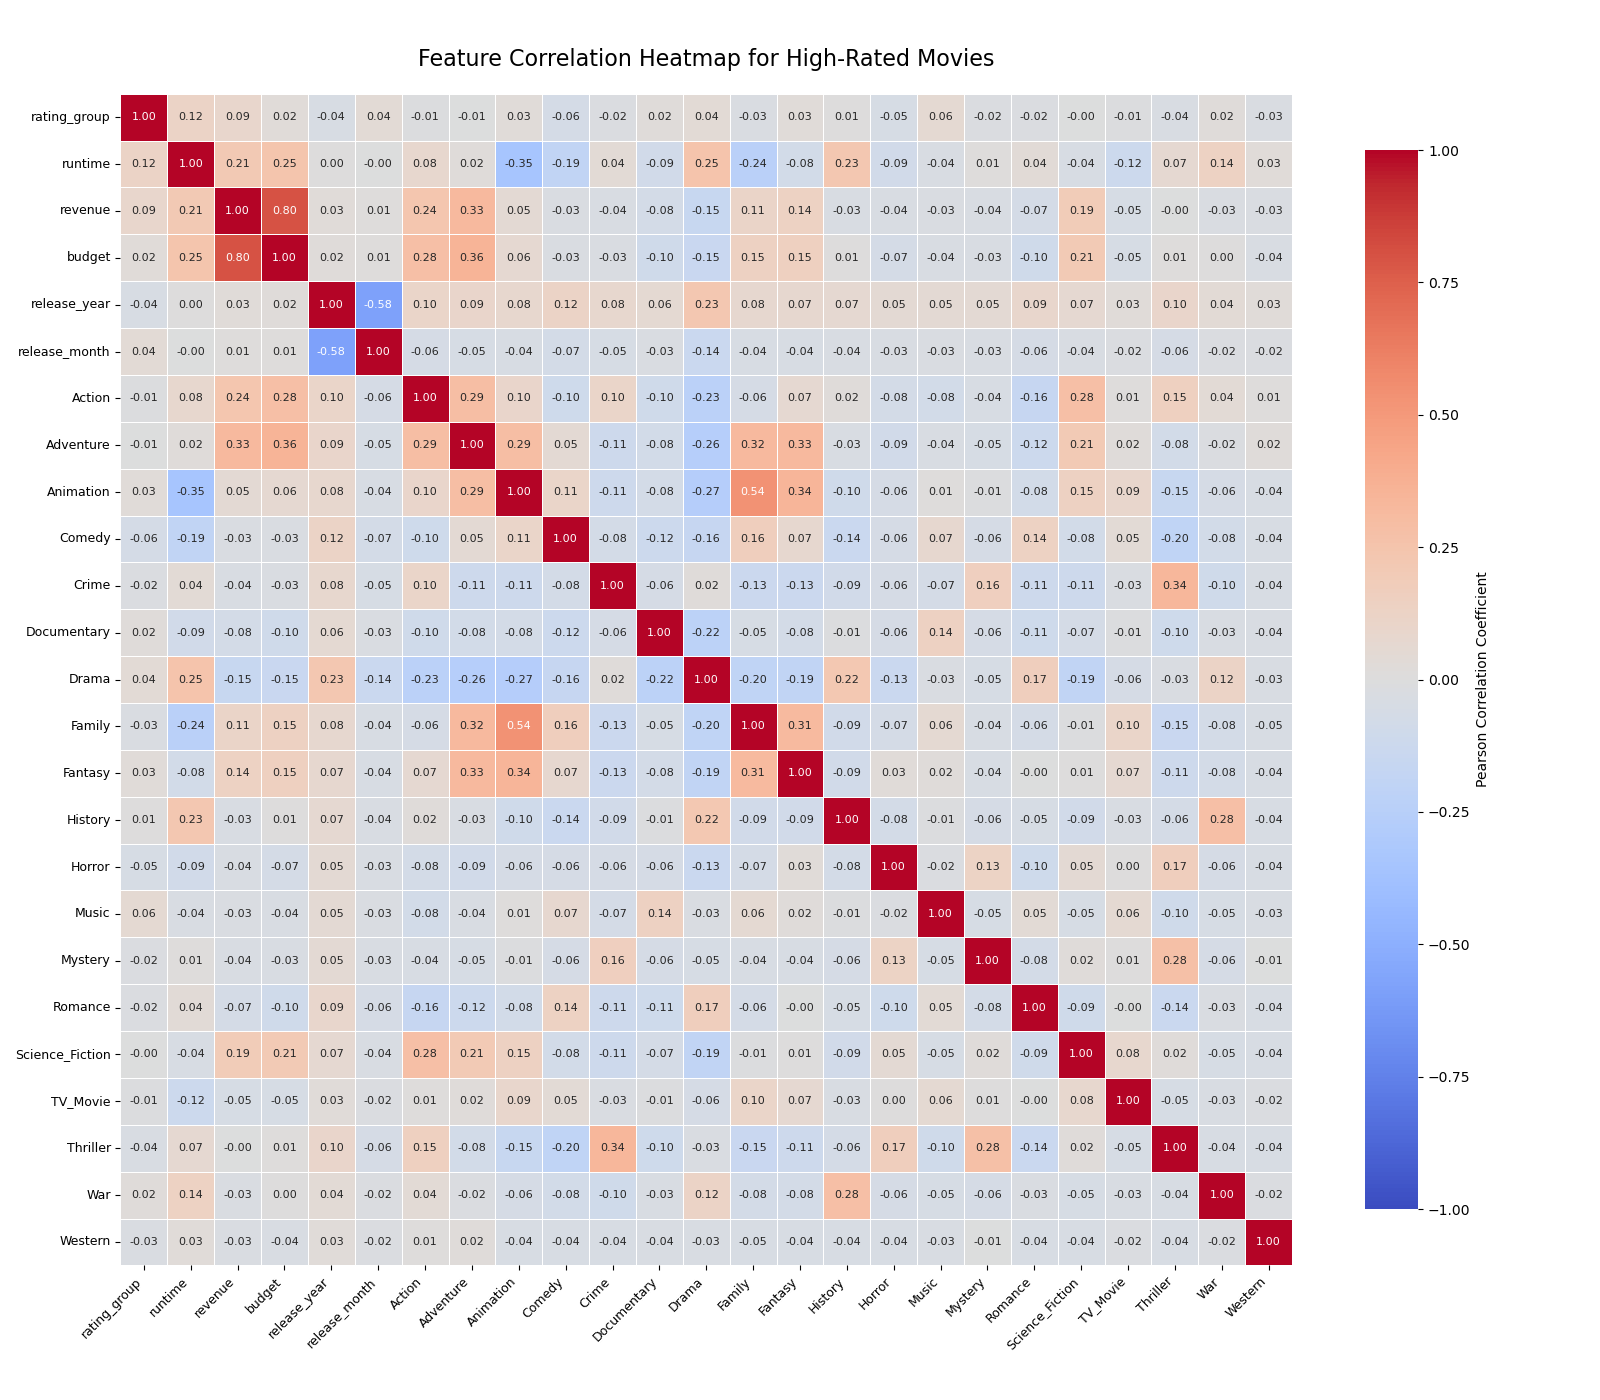 Feature Correlation Heatmap for High-Rated Movies
rating_group 1.00 0.12 0.09 0.02 -0.04 0.04 -0.01 -0.01 0.03 -0.06 -0.02 0.02 0.04 -0.03 0.03 0.01 -0.05 0.06 -0.02 -0.02 -0.00 -0.01 -0.04 0.02 -0.03
runtime 0.12 1.00 0.21 0.25 0.00 -0.00 0.08 0.02 -0.35 -0.19 0.04 -0.09 0.25 -0.24 -0.08 0.23 -0.09 -0.04 0.01 0.04 -0.04 -0.12 0.07 0.14 0.03
revenue 0.09 0.21 1.00 0.80 0.03 0.01 0.24 0.33 0.05 -0.03 -0.04 -0.08 -0.15 0.11 0.14 -0.03 -0.04 -0.03 -0.04 -0.07 0.19 -0.05 -0.00 -0.03 -0.03
budget 0.02 0.25 0.80 1.00 0.02 0.01 0.28 0.36 0.06 -0.03 -0.03 -0.10 -0.15 0.15 0.15 0.01 -0.07 -0.04 -0.03 -0.10 0.21 -0.05 0.01 0.00 -0.04
release_year -0.04 0.00 0.03 0.02 1.00 -0.58 0.10 0.09 0.08 0.12 0.08 0.06 0.23 0.08 0.07 0.07 0.05 0.05 0.05 0.09 0.07 0.03 0.10 0.04 0.03
release_month 0.04 -0.00 0.01 0.01 -0.58 1.00 -0.06 -0.05 -0.04 -0.07 -0.05 -0.03 -0.14 -0.04 -0.04 -0.04 -0.03 -0.03 -0.03 -0.06 -0.04 -0.02 -0.06 -0.02 -0.02
Action -0.01 0.08 0.24 0.28 0.10 -0.06 1.00 0.29 0.10 -0.10 0.10 -0.10 -0.23 -0.06 0.07 0.02 -0.08 -0.08 -0.04 -0.16 0.28 0.01 0.15 0.04 0.01
Adventure -0.01 0.02 0.33 0.36 0.09 -0.05 0.29 1.00 0.29 0.05 -0.11 -0.08 -0.26 0.32 0.33 -0.03 -0.09 -0.04 -0.05 -0.12 0.21 0.02 -0.08 -0.02 0.02
Animation 0.03 -0.35 0.05 0.06 0.08 -0.04 0.10 0.29 1.00 0.11 -0.11 -0.08 -0.27 0.54 0.34 -0.10 -0.06 0.01 -0.01 -0.08 0.15 0.09 -0.15 -0.06 -0.04
Comedy -0.06 -0.19 -0.03 -0.03 0.12 -0.07 -0.10 0.05 0.11 1.00 -0.08 -0.12 -0.16 0.16 0.07 -0.14 -0.06 0.07 -0.06 0.14 -0.08 0.05 -0.20 -0.08 -0.04
Crime -0.02 0.04 -0.04 -0.03 0.08 -0.05 0.10 -0.11 -0.11 -0.08 1.00 -0.06 0.02 -0.13 -0.13 -0.09 -0.06 -0.07 0.16 -0.11 -0.11 -0.03 0.34 -0.10 -0.04
Documentary 0.02 -0.09 -0.08 -0.10 0.06 -0.03 -0.10 -0.08 -0.08 -0.12 -0.06 1.00 -0.22 -0.05 -0.08 -0.01 -0.06 0.14 -0.06 -0.11 -0.07 -0.01 -0.10 -0.03 -0.04
Drama 0.04 0.25 -0.15 -0.15 0.23 -0.14 -0.23 -0.26 -0.27 -0.16 0.02 -0.22 1.00 -0.20 -0.19 0.22 -0.13 -0.03 -0.05 0.17 -0.19 -0.06 -0.03 0.12 -0.03
Family -0.03 -0.24 0.11 0.15 0.08 -0.04 -0.06 0.32 0.54 0.16 -0.13 -0.05 -0.20 1.00 0.31 -0.09 -0.07 0.06 -0.04 -0.06 -0.01 0.10 -0.15 -0.08 -0.05
Fantasy 0.03 -0.08 0.14 0.15 0.07 -0.04 0.07 0.33 0.34 0.07 -0.13 -0.08 -0.19 0.31 1.00 -0.09 0.03 0.02 -0.04 -0.00 0.01 0.07 -0.11 -0.08 -0.04
History 0.01 0.23 -0.03 0.01 0.07 -0.04 0.02 -0.03 -0.10 -0.14 -0.09 -0.01 0.22 -0.09 -0.09 1.00 -0.08 -0.01 -0.06 -0.05 -0.09 -0.03 -0.06 0.28 -0.04
Horror -0.05 -0.09 -0.04 -0.07 0.05 -0.03 -0.08 -0.09 -0.06 -0.06 -0.06 -0.06 -0.13 -0.07 0.03 -0.08 1.00 -0.02 0.13 -0.10 0.05 0.00 0.17 -0.06 -0.04
Music 0.06 -0.04 -0.03 -0.04 0.05 -0.03 -0.08 -0.04 0.01 0.07 -0.07 0.14 -0.03 0.06 0.02 -0.01 -0.02 1.00 -0.05 0.05 -0.05 0.06 -0.10 -0.05 -0.03
Mystery -0.02 0.01 -0.04 -0.03 0.05 -0.03 -0.04 -0.05 -0.01 -0.06 0.16 -0.06 -0.05 -0.04 -0.04 -0.06 0.13 -0.05 1.00 -0.08 0.02 0.01 0.28 -0.06 -0.01
Romance -0.02 0.04 -0.07 -0.10 0.09 -0.06 -0.16 -0.12 -0.08 0.14 -0.11 -0.11 0.17 -0.06 -0.00 -0.05 -0.10 0.05 -0.08 1.00 -0.09 -0.00 -0.14 -0.03 -0.04
Science_Fiction -0.00 -0.04 0.19 0.21 0.07 -0.04 0.28 0.21 0.15 -0.08 -0.11 -0.07 -0.19 -0.01 0.01 -0.09 0.05 -0.05 0.02 -0.09 1.00 0.08 0.02 -0.05 -0.04
TV_Movie -0.01 -0.12 -0.05 -0.05 0.03 -0.02 0.01 0.02 0.09 0.05 -0.03 -0.01 -0.06 0.10 0.07 -0.03 0.00 0.06 0.01 -0.00 0.08 1.00 -0.05 -0.03 -0.02
Thriller -0.04 0.07 -0.00 0.01 0.10 -0.06 0.15 -0.08 -0.15 -0.20 0.34 -0.10 -0.03 -0.15 -0.11 -0.06 0.17 -0.10 0.28 -0.14 0.02 -0.05 1.00 -0.04 -0.04
War 0.02 0.14 -0.03 0.00 0.04 -0.02 0.04 -0.02 -0.06 -0.08 -0.10 -0.03 0.12 -0.08 -0.08 0.28 -0.06 -0.05 -0.06 -0.03 -0.05 -0.03 -0.04 1.00 -0.02
Western -0.03 0.03 -0.03 -0.04 0.03 -0.02 0.01 0.02 -0.04 -0.04 -0.04 -0.04 -0.03 -0.05 -0.04 -0.04 -0.04 -0.03 -0.01 -0.04 -0.04 -0.02 -0.04 -0.02 1.00
rating_group runtime revenue budget release_year release_month Action Adventure Animation Comedy Crime Documentary Drama Family Fantasy History Horror Music Mystery Romance Science_Fiction TV_Movie Thriller War Western
1.00
0.75
0.50
0.25
0.00
−0.25
−0.50
−0.75
−1.00
Pearson Correlation Coefficient